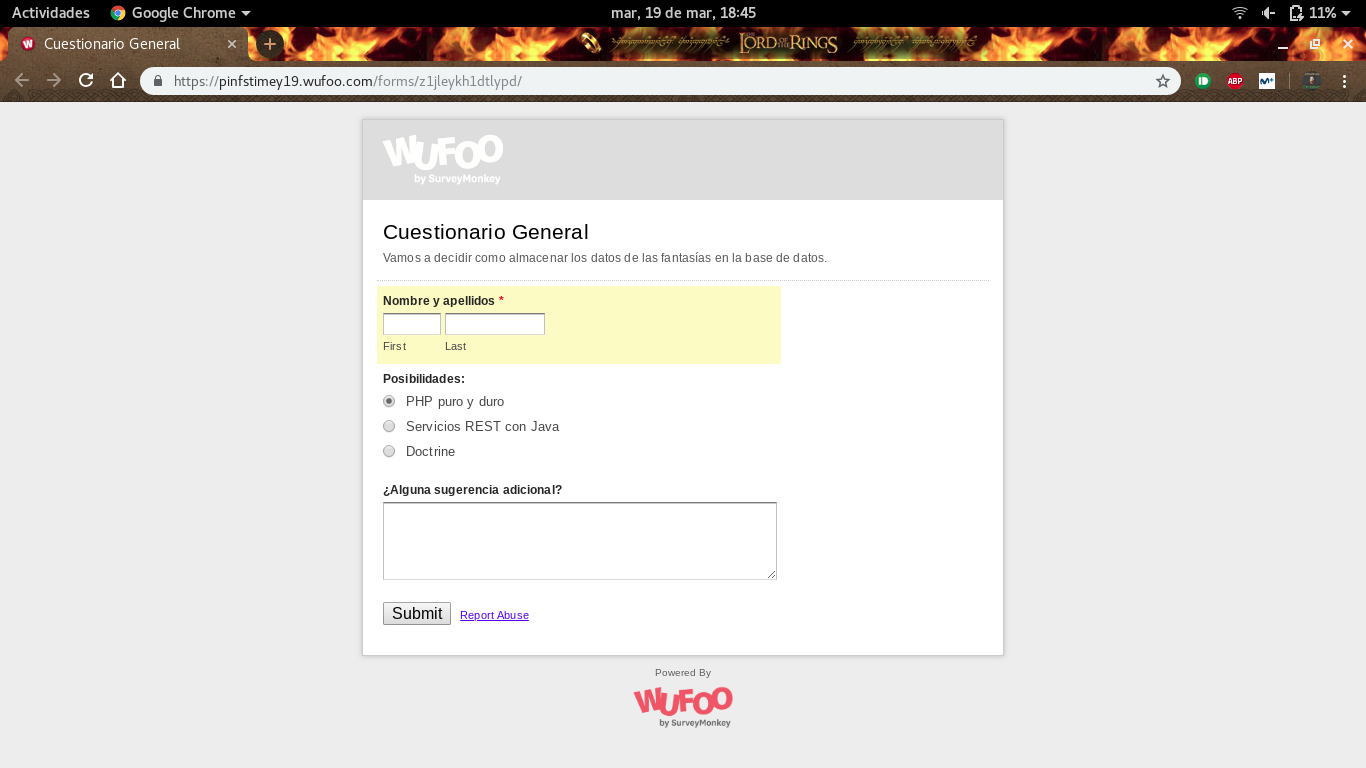 Actividades Google Chrome mar, 19 de mar, 18:45 11%
Cuestionario General
THE LORD OF THE RINGS
https://pinfstimey19.wufoo.com/forms/z1jleykh1dtlypd/
ABP
WUFOO
by SurveyMonkey
Cuestionario General
Vamos a decidir como almacenar los datos de las fantasías en la base de datos.
Nombre y apellidos *
First Last
Posibilidades:
PHP puro y duro
Servicios REST con Java
Doctrine
¿Alguna sugerencia adicional?
Submit Report Abuse
Powered By
WUFOO
by SurveyMonkey